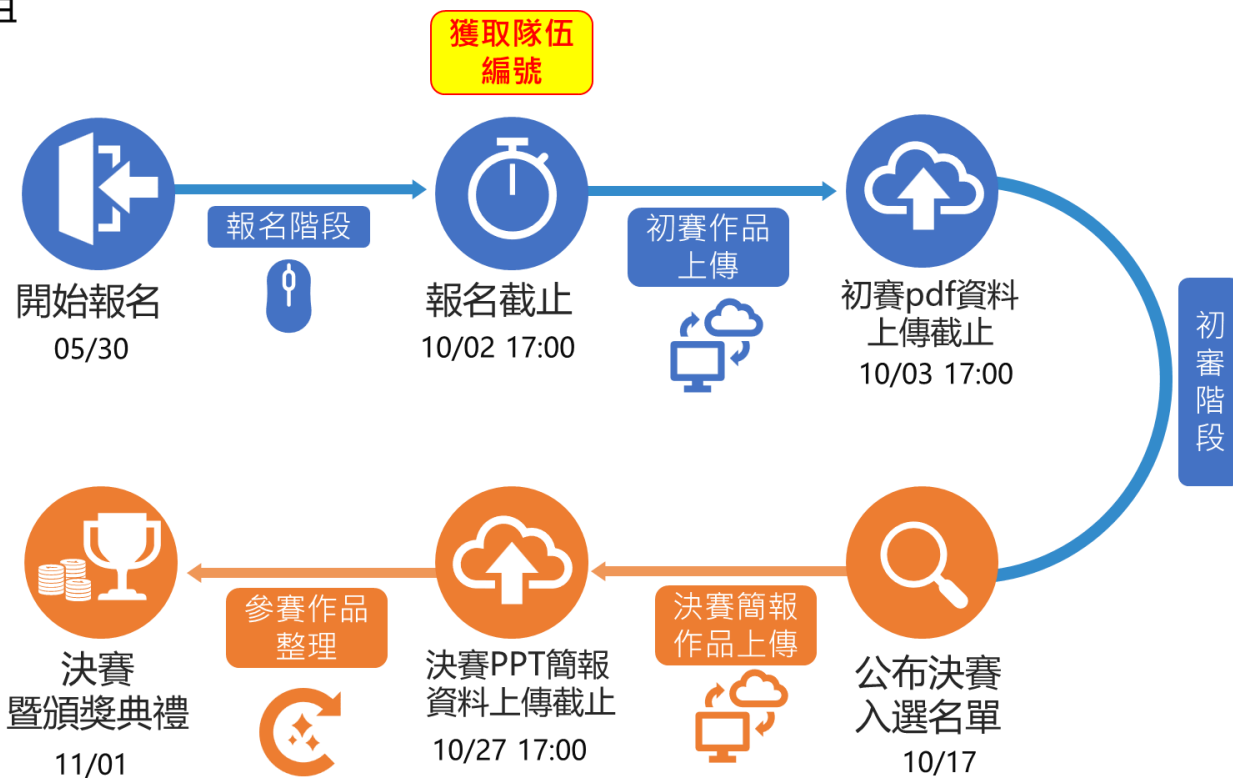 獲取隊伍
編號
報名階段
初賽作品
上傳
開始報名
05/30
報名截止
10/02 17:00
初賽pdf資料
上傳截止
10/03 17:00
初審階段
參賽作品
整理
決賽簡報
作品上傳
決賽
暨頒獎典禮
11/01
決賽PPT簡報
資料上傳截止
10/27 17:00
公布決賽
入選名單
10/17